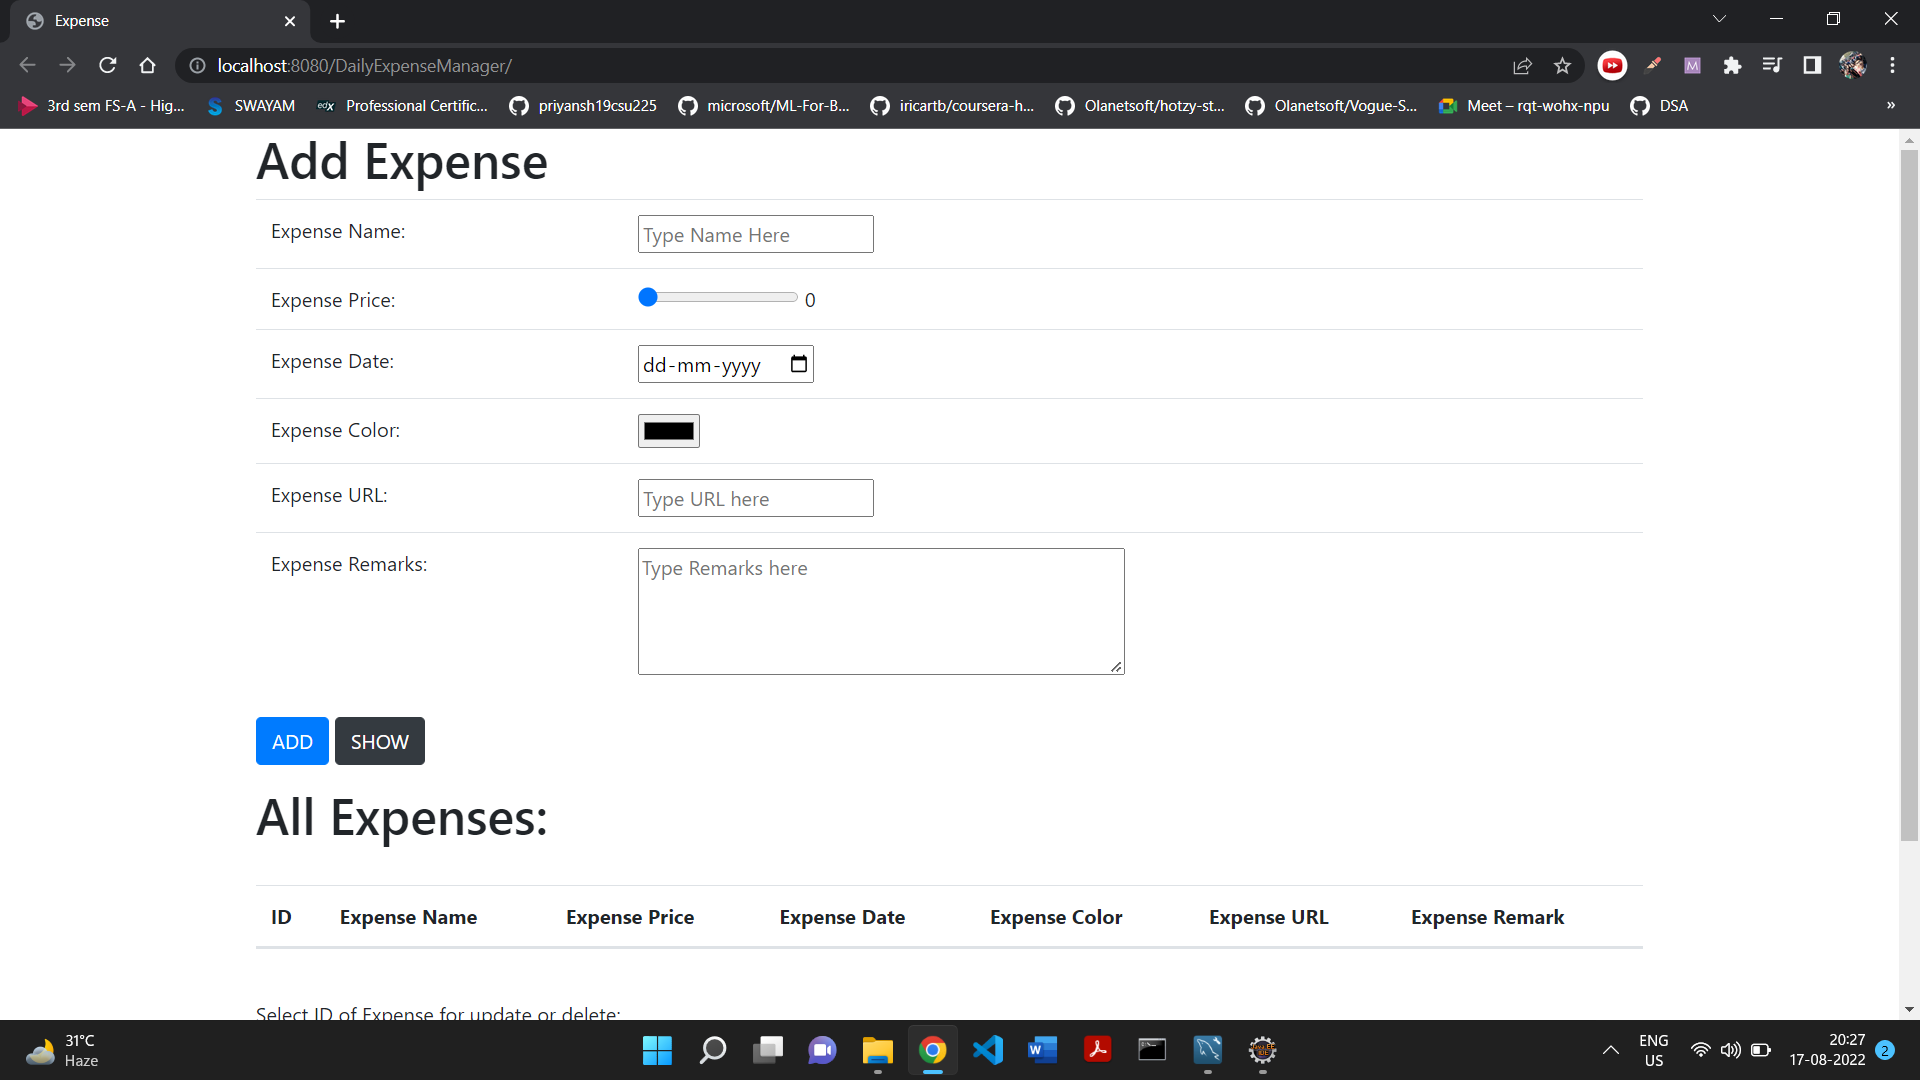 Expense
localhost:8080/DailyExpenseManager/
3rd sem FS-A - Hig...
SWAYAM
edx
Professional Certific...
priyansh19csu225
microsoft/ML-For-B...
iricartb/coursera-h...
Olanetsoft/hotzy-st...
Olanetsoft/Vogue-S...
Meet – rqt-wohx-npu
DSA
»
Add Expense
Expense Name:
Type Name Here
Expense Price:
0
Expense Date:
dd-mm-yyyy
Expense Color:
Expense URL:
Type URL here
Expense Remarks:
Type Remarks here
ADD
SHOW
All Expenses:
ID Expense Name Expense Price Expense Date Expense Color Expense URL Expense Remark
Select ID of Expense for update or delete:
31°C
Haze
ENG
US
20:27
17-08-2022
2